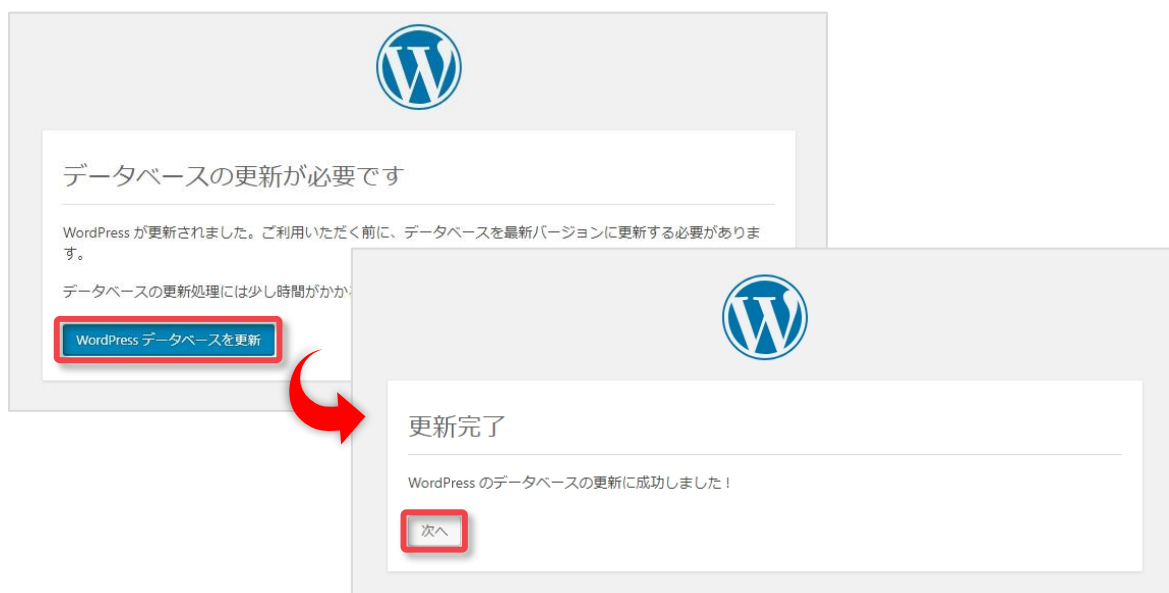 データベースの更新が必要です
WordPress が更新されました。ご利用いただく前に、データベースを最新バージョンに更新する必要がありま
す。
データベースの更新処理には少し時間がかか
WordPress データベースを更新
更新完了
WordPress のデータベースの更新に成功しました !
次へ